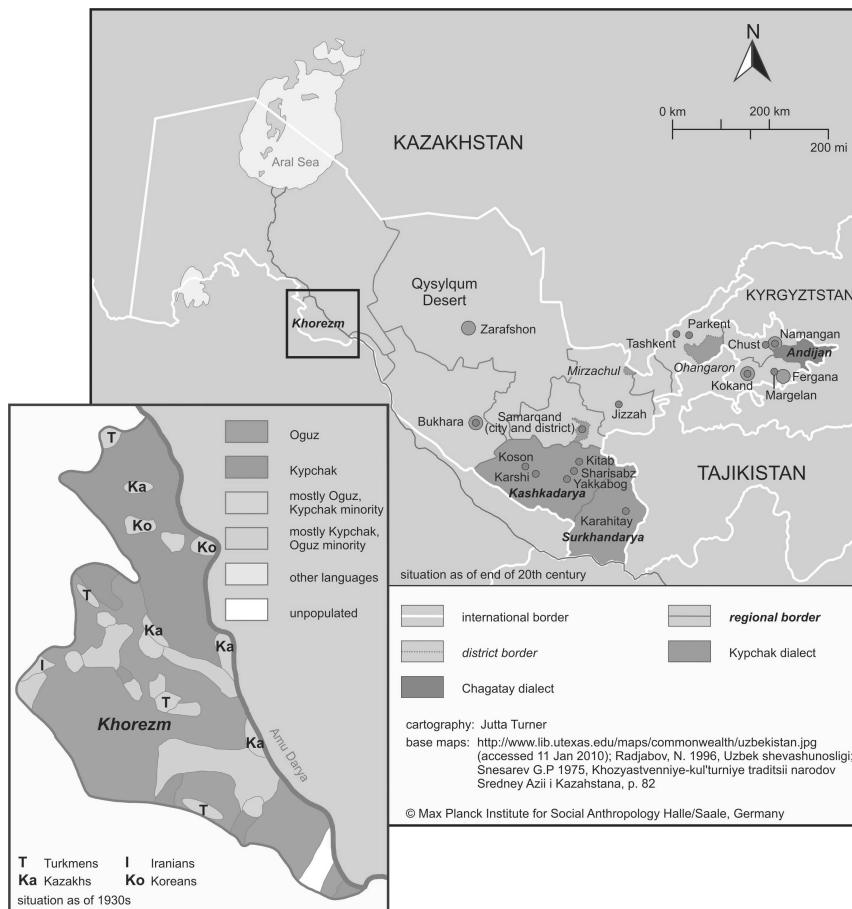 N
0 km 200 km
200 mi
KAZAKHSTAN
Aral Sea
Qysylqum
Desert
KYRGYZTSTAN
Khorezm
Zarafshon
Parkent
Tashkent
Namangan
Chust
Andijan
Mirzachul
Ohangaron
Kokand
Fergana
Margelan
Jizzah
Bukhara
Samarqand
(city and district)
Koson
Kitab
Karshi
Sharisabz
Yakkabog
Kashkadarya
TAJIKISTAN
Karahitay
Surkhandarya
situation as of end of 20th century
international border
regional border
district border
Kypchak dialect
Chagatay dialect
cartography: Jutta Turner
base maps: http://www.lib.utexas.edu/maps/commonwealth/uzbekistan.jpg
(accessed 11 Jan 2010); Radjabov, N. 1996, Uzbek shevashunosligi;
Snesarev G.P 1975, Khozyastvenniye-kul'turniye traditsii narodov
Sredney Azii i Kazahstana, p. 82
© Max Planck Institute for Social Anthropology Halle/Saale, Germany
Oguz
Kypchak
mostly Oguz,
Kypchak minority
mostly Kypchak,
Oguz minority
other languages
unpopulated
T
Ka
Ko
Ko
T
Ka
Ka
I
T
Khorezm
Ka
Amu Darya
T
T Turkmens I Iranians
Ka Kazakhs Ko Koreans
situation as of 1930s